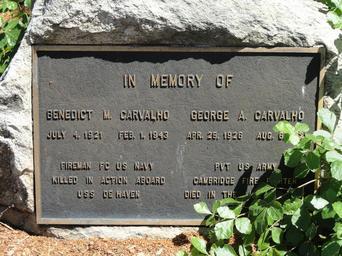 IN MEMORY OF
BENEDICT M. CARVALHO
JULY 4, 1921 FEB. 1, 1943
FIREMAN FC US NAVY
KILLED IN ACTION ABOARD
USS DE HAVEN
GEORGE A. CARVALHO
APR. 25, 1926 AUG.
PVT US ARMY
CAMBRIDGE
DIED IN THE